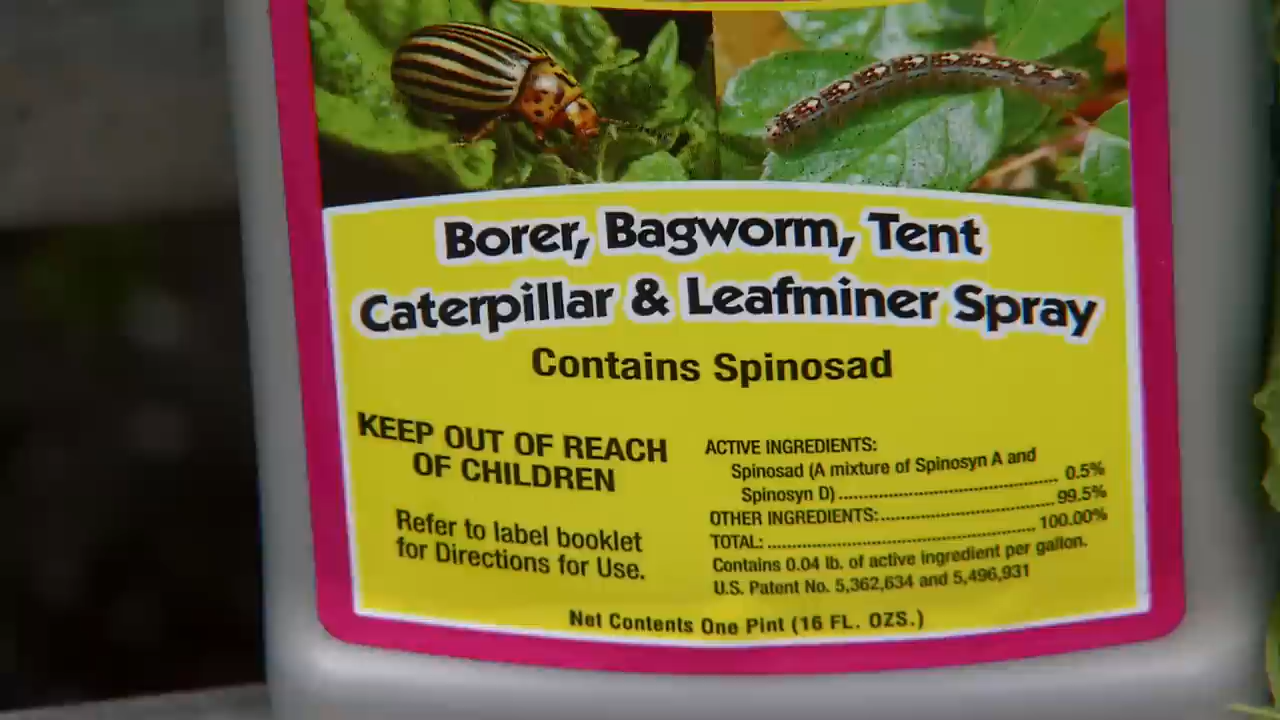 Borer, Bagworm, Tent
Caterpillar & Leafminer Spray
Contains Spinosad
KEEP OUT OF REACH
OF CHILDREN
Refer to label booklet
for Directions for Use.
ACTIVE INGREDIENTS:
Spinosad (A mixture of Spinosyn A and
Spinosyn D) 0.5%
OTHER INGREDIENTS: 99.5%
TOTAL: 100.00%
Contains 0.04 lb. of active ingredient per gallon.
U.S. Patent No. 5,362,634 and 5,496,931
Net Contents One Pint (16 FL. OZS.)